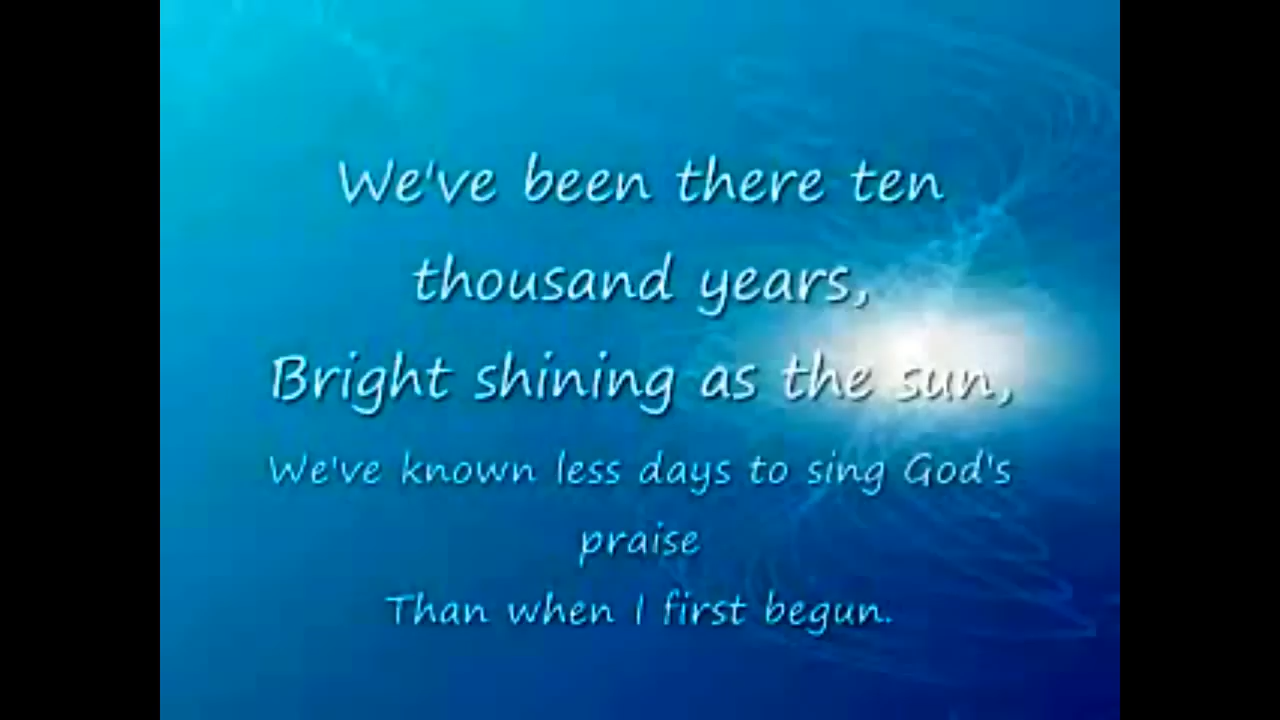 We've been there ten
thousand years,
Bright shining as the sun,
We've known less days to sing God's
praise
Than when I first begun.